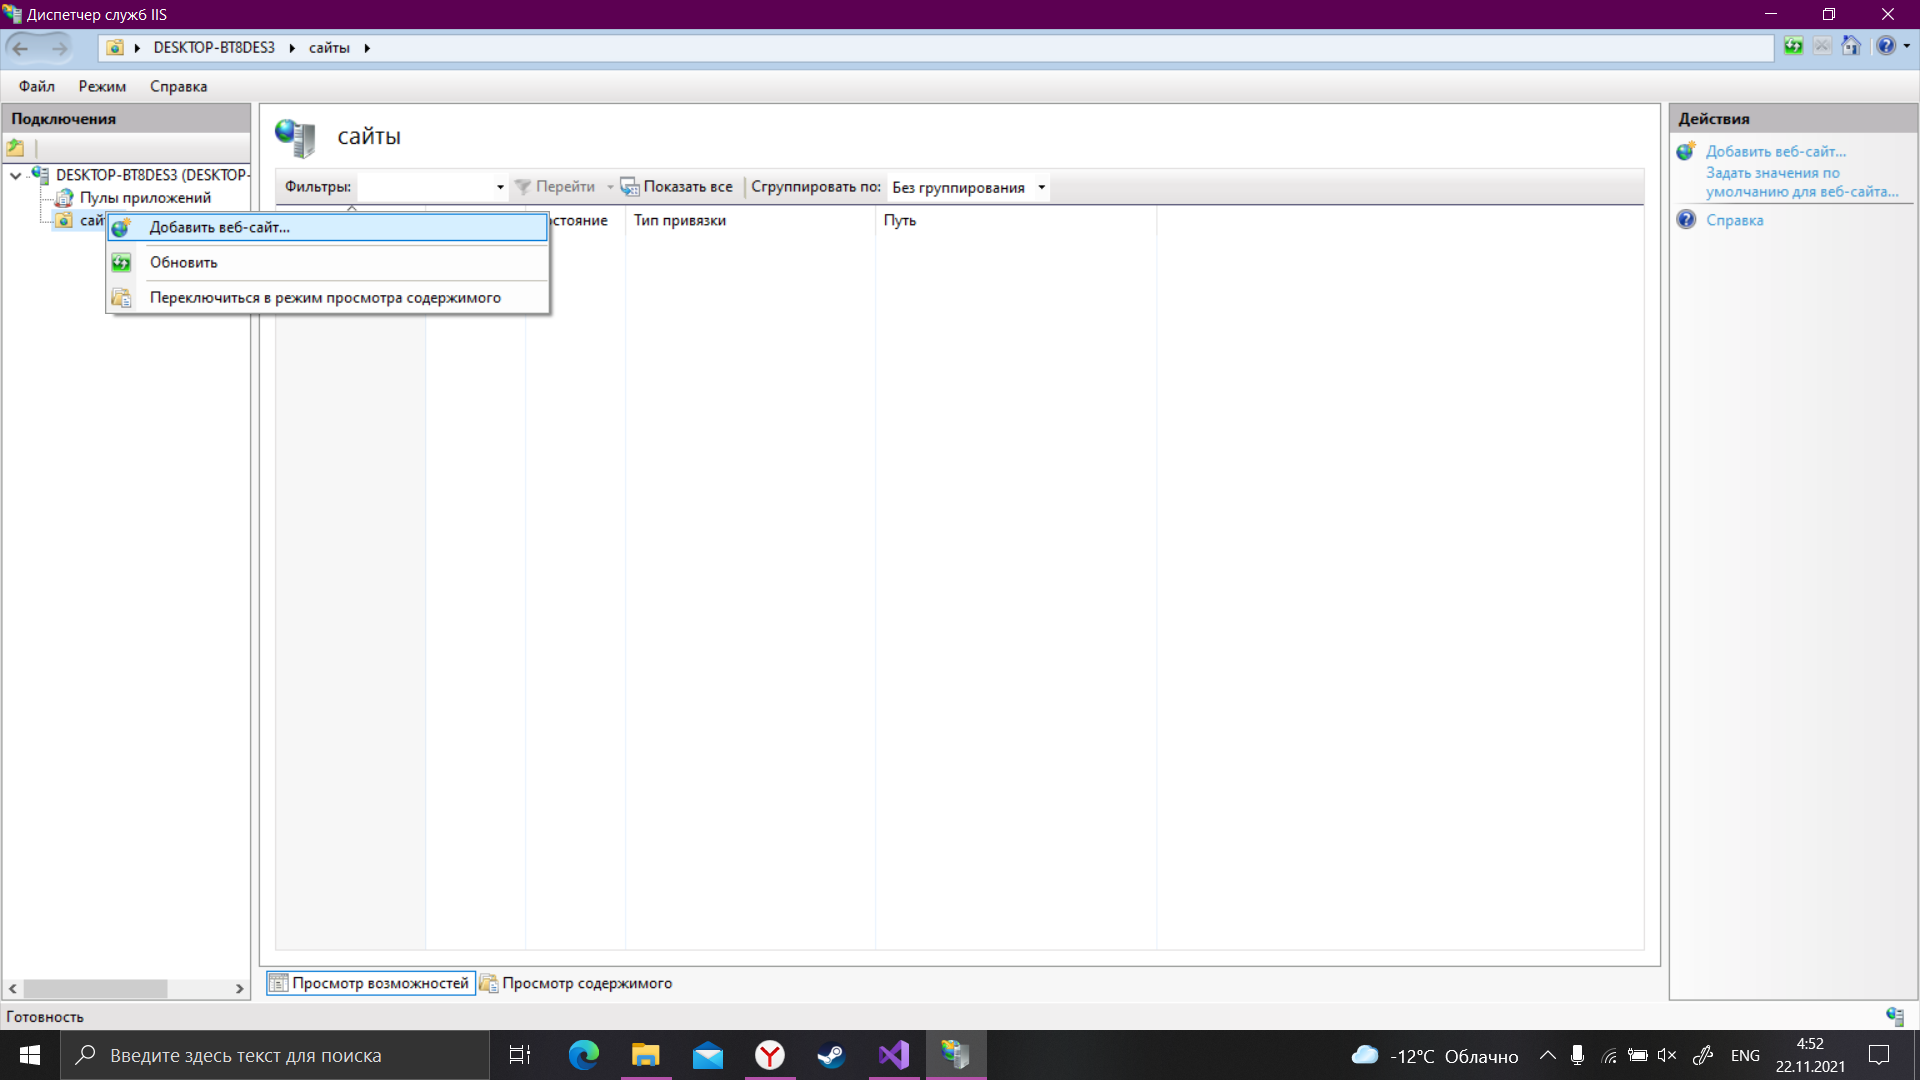 Диспетчер служб IIS
DESKTOP-BT8DES3 сайты
Файл Режим Справка
Подключения
DESKTOP-BT8DES3 (DESKTOP-
Пулы приложений
сай
Добавить веб-сайт...
Обновить
Переключиться в режим просмотра содержимого
сайты
Фильтры: Перейти Показать все Сгруппировать по: Без группирования
стояние Тип привязки Путь
Просмотр возможностей Просмотр содержимого
Действия
Добавить веб-сайт...
Задать значения по
умолчанию для веб-сайта...
Справка
Готовность
Введите здесь текст для поиска
-12°C Облачно
ENG
4:52
22.11.2021